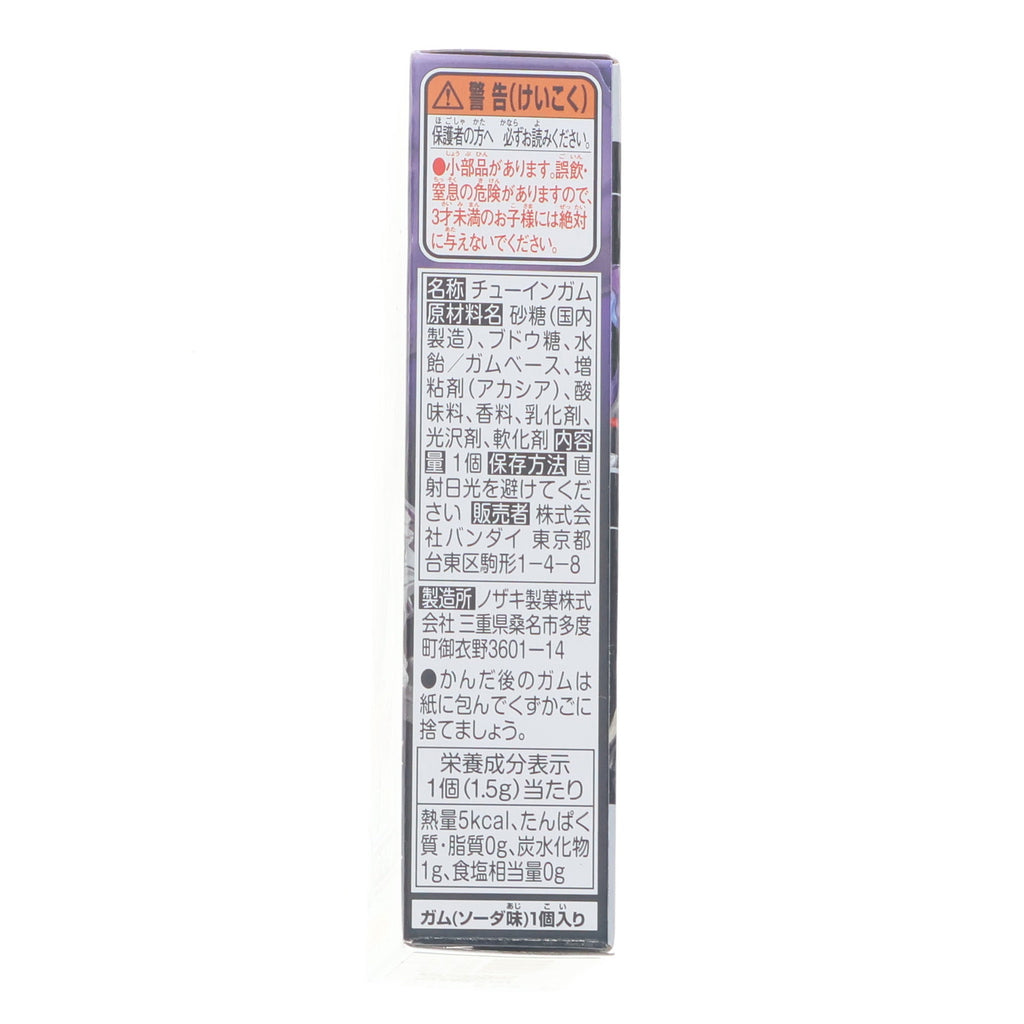 警告(けいこく)
保護者の方へ 必ずお読みください。
●小部品があります。誤飲・
窒息の危険がありますので、
3才未満のお子様には絶対
に与えないでください。
名称 チューインガム
原材料名 砂糖(国内
製造)、ブドウ糖、水
飴/ガムベース、増
粘剤(アカシア)、酸
味料、香料、乳化剤、
光沢剤、軟化剤 内容
量 1個 保存方法 直
射日光を避けてくだ
さい 販売者 株式会
社バンダイ 東京都
台東区駒形1-4-8
製造所 ノザキ製菓株式
会社 三重県桑名市多度
町御衣野3601-14
●かんだ後のガムは
紙に包んでくずかごに
捨てましょう。
栄養成分表示
1個(1.5g)当たり
熱量5kcal、たんぱく
質・脂質0g、炭水化物
1g、食塩相当量0g
ガム(ソーダ味)1個入り